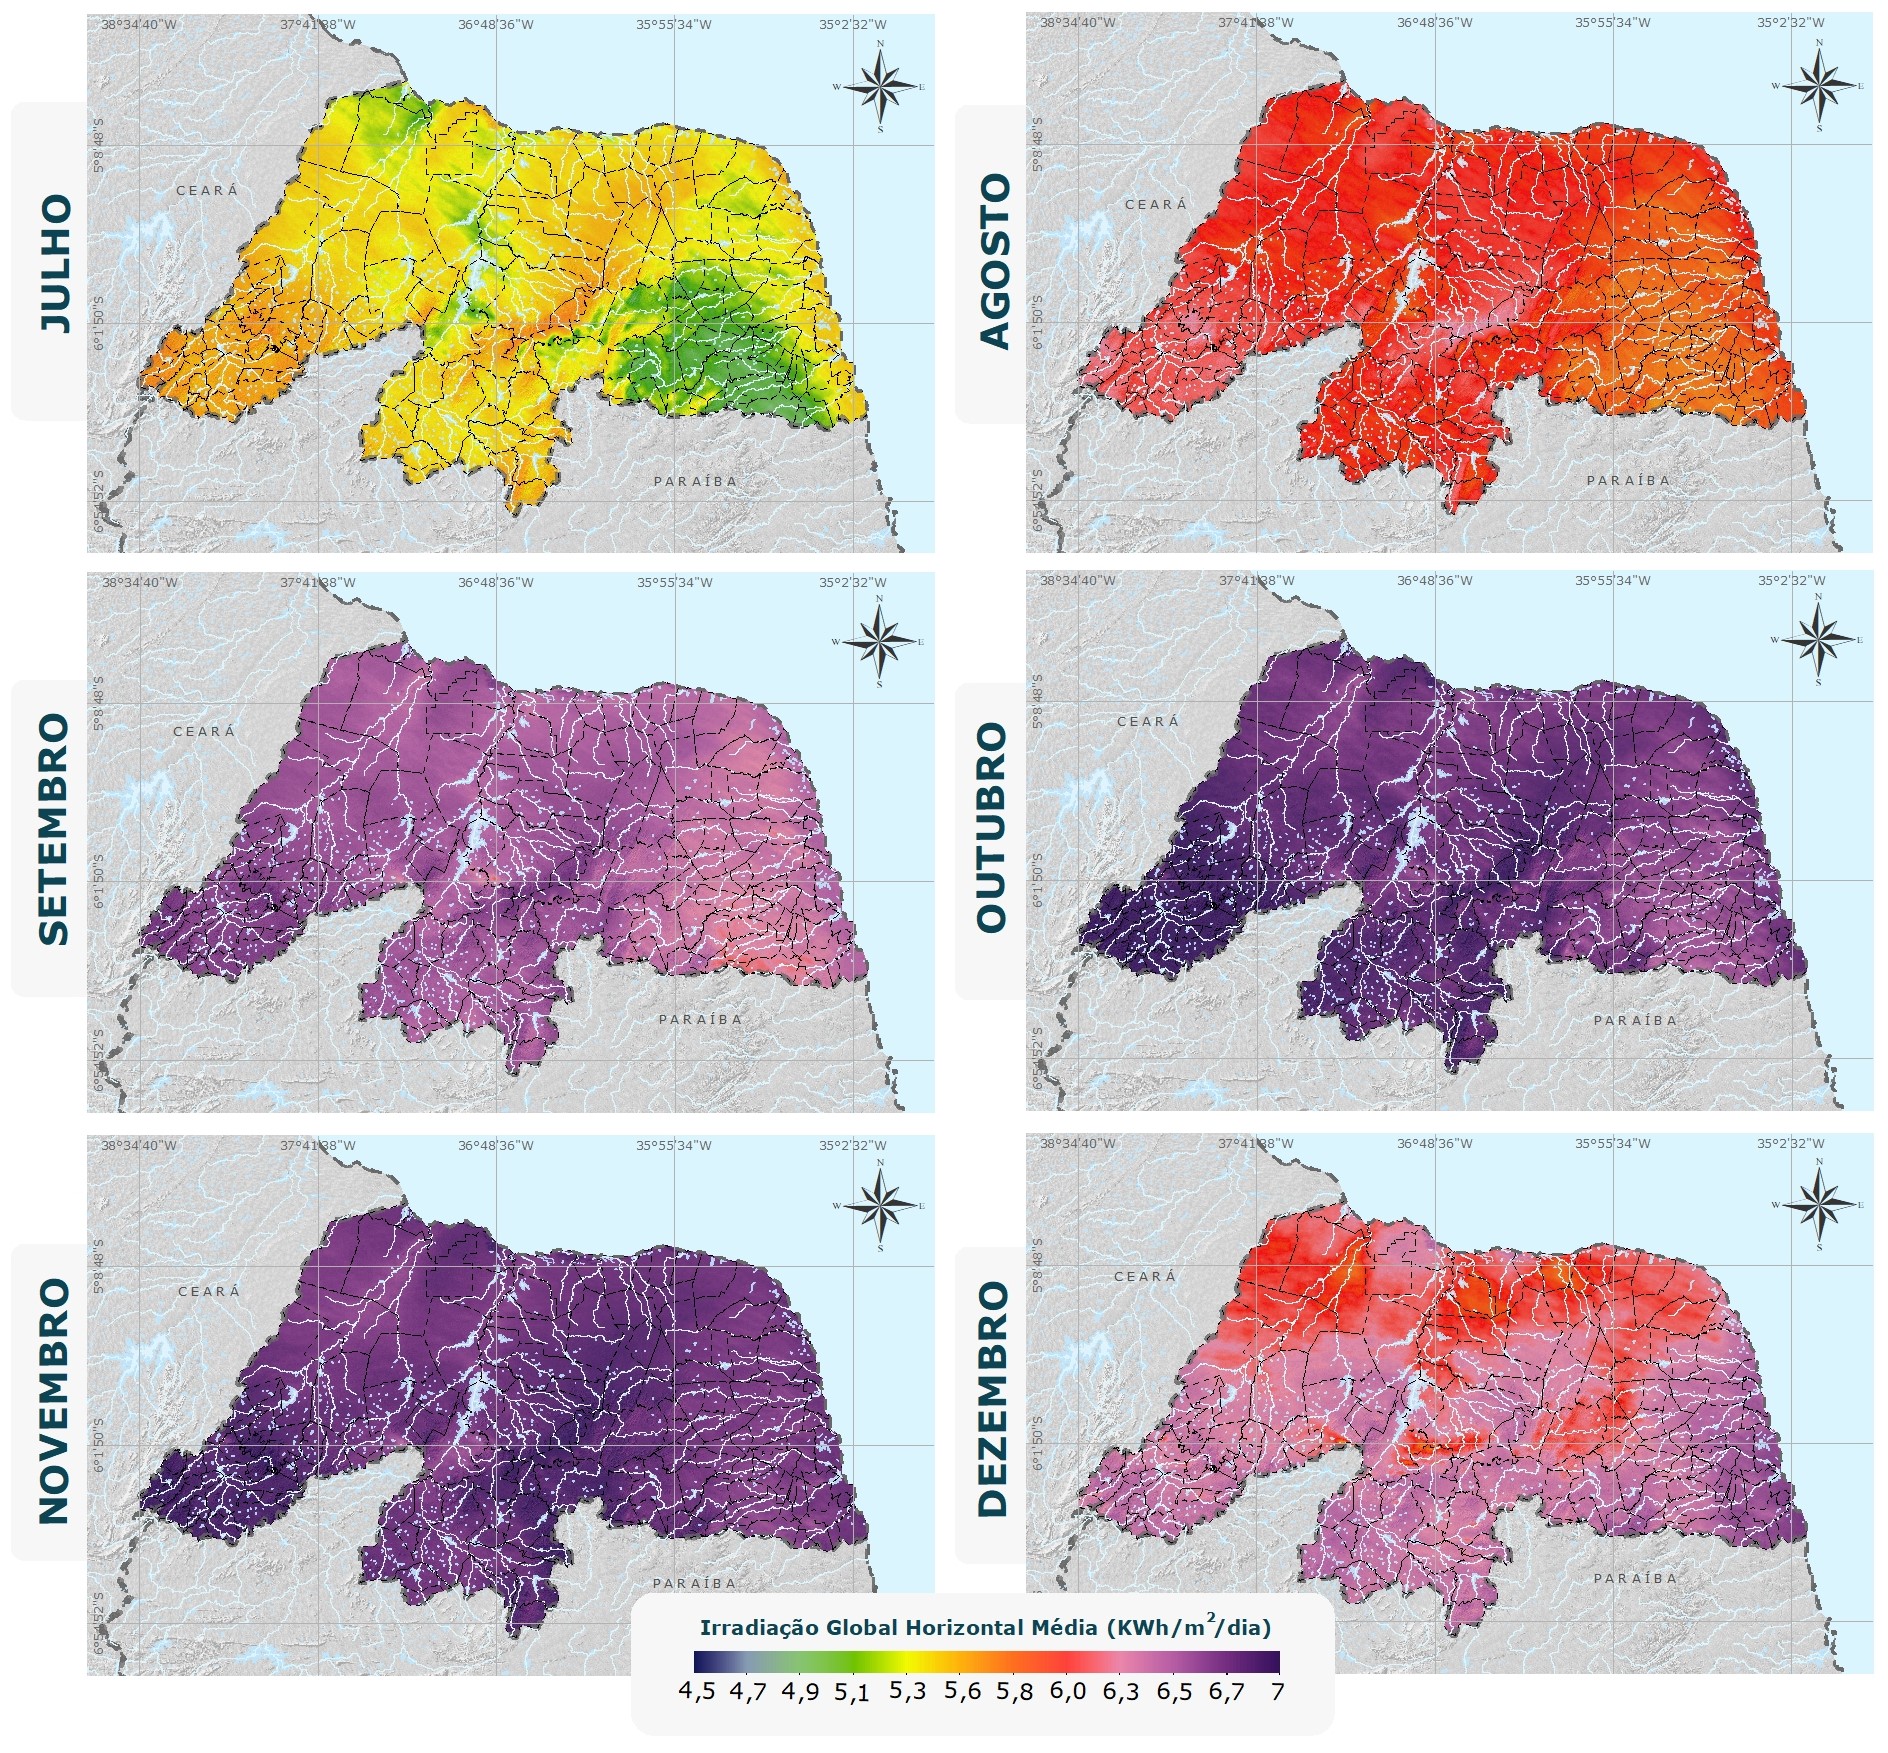 38°34'40"W 37°41'38"W 36°48'36"W 35°55'34"W 35°2'32"W
5°8'48"S
6°1'50"S
6°54'52"S
N
W E
S
CEARÁ
PARAÍBA
JULHO
38°34'40"W 37°41'38"W 36°48'36"W 35°55'34"W 35°2'32"W
5°8'48"S
6°1'50"S
6°54'52"S
N
W E
S
CEARÁ
PARAÍBA
AGOSTO
38°34'40"W 37°41'38"W 36°48'36"W 35°55'34"W 35°2'32"W
5°8'48"S
6°1'50"S
6°54'52"S
N
W E
S
CEARÁ
PARAÍBA
SETEMBRO
38°34'40"W 37°41'38"W 36°48'36"W 35°55'34"W 35°2'32"W
5°8'48"S
6°1'50"S
6°54'52"S
N
W E
S
CEARÁ
PARAÍBA
OUTUBRO
38°34'40"W 37°41'38"W 36°48'36"W 35°55'34"W 35°2'32"W
5°8'48"S
6°1'50"S
6°54'52"S
N
W E
S
CEARÁ
PARAÍBA
NOVEMBRO
38°34'40"W 37°41'38"W 36°48'36"W 35°55'34"W 35°2'32"W
5°8'48"S
6°1'50"S
N
W E
S
CEARÁ
PARAÍBA
DEZEMBRO
Irradiação Global Horizontal Média (KWh/m²/dia)
4,5 4,7 4,9 5,1 5,3 5,6 5,8 6,0 6,3 6,5 6,7 7